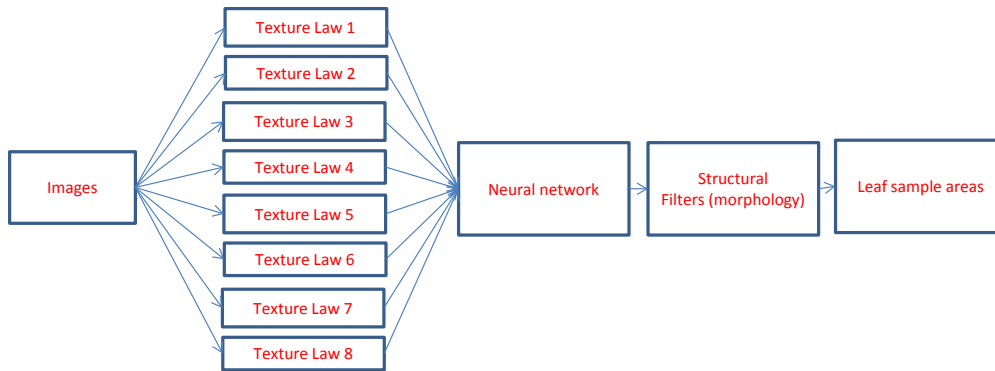 Images
Texture Law 1
Texture Law 2
Texture Law 3
Texture Law 4
Texture Law 5
Texture Law 6
Texture Law 7
Texture Law 8
Neural network
Structural
Filters (morphology)
Leaf sample areas